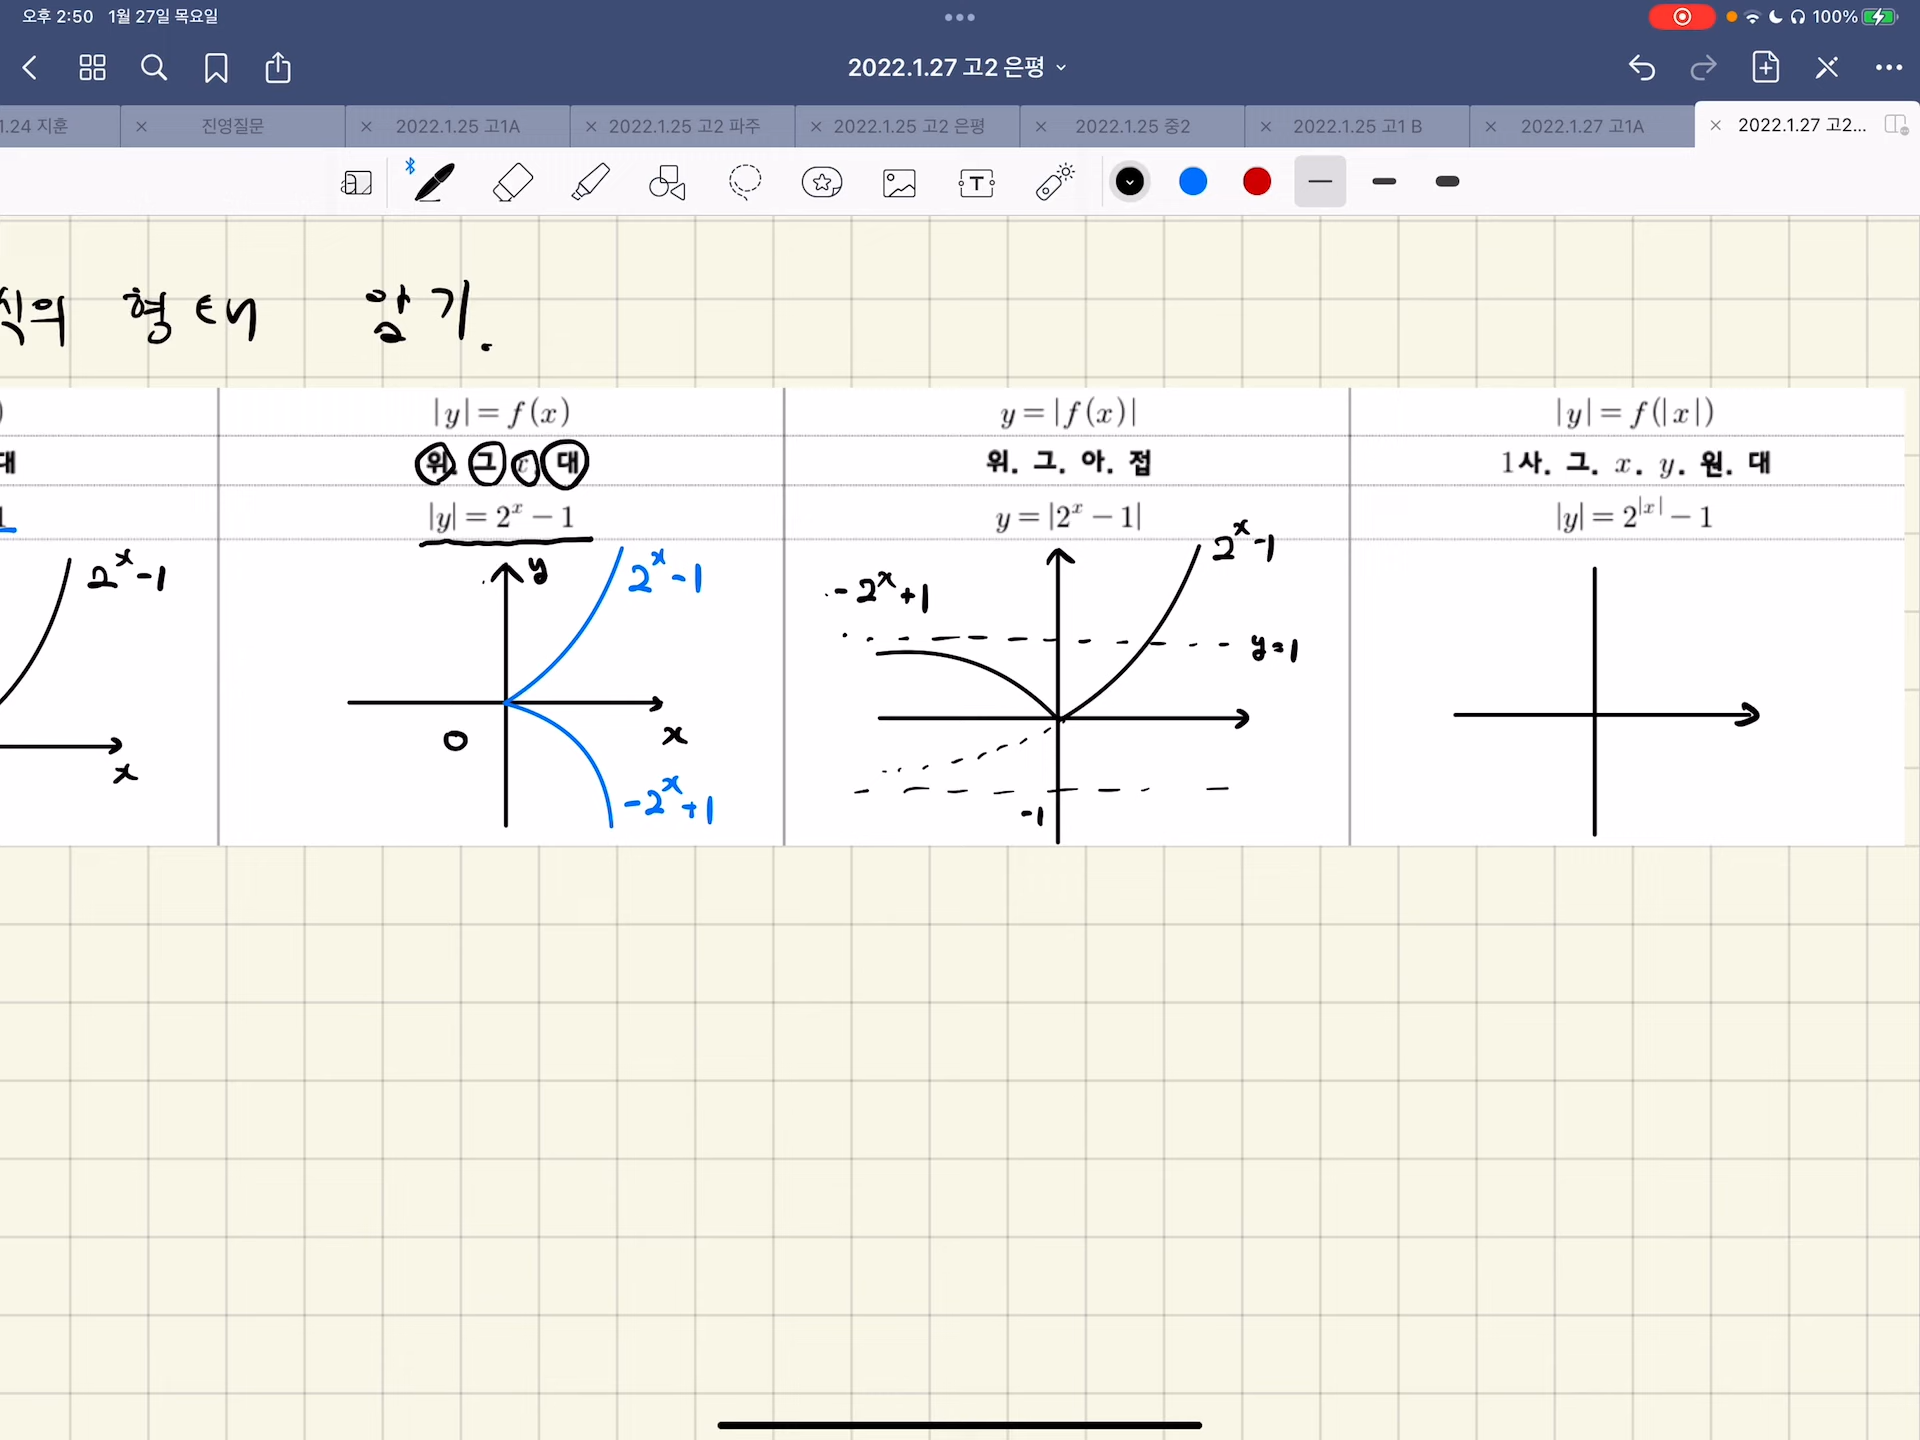 오후 2:50 1월 27일 목요일
100%
2022.1.27 고2 은평
1.24 지훈
진영질문
2022.1.25 고1A
2022.1.25 고2 파주
2022.1.25 고2 은평
2022.1.25 중2
2022.1.25 고1 B
2022.1.27 고1A
2022.1.27 고2...
식의 형태 암기.
)
대
1
2^x-1
x
|y| = f(x)
위. 그. x. 대
|y| = 2^x − 1
y
2^x-1
0
x
-2^x+1
y = |f(x)|
위. 그. 아. 접
y = |2^x − 1|
2^x-1
-2^x+1
y=1
-1
|y| = f(|x|)
1사. 그. x. y. 원. 대
|y| = 2^|x| − 1